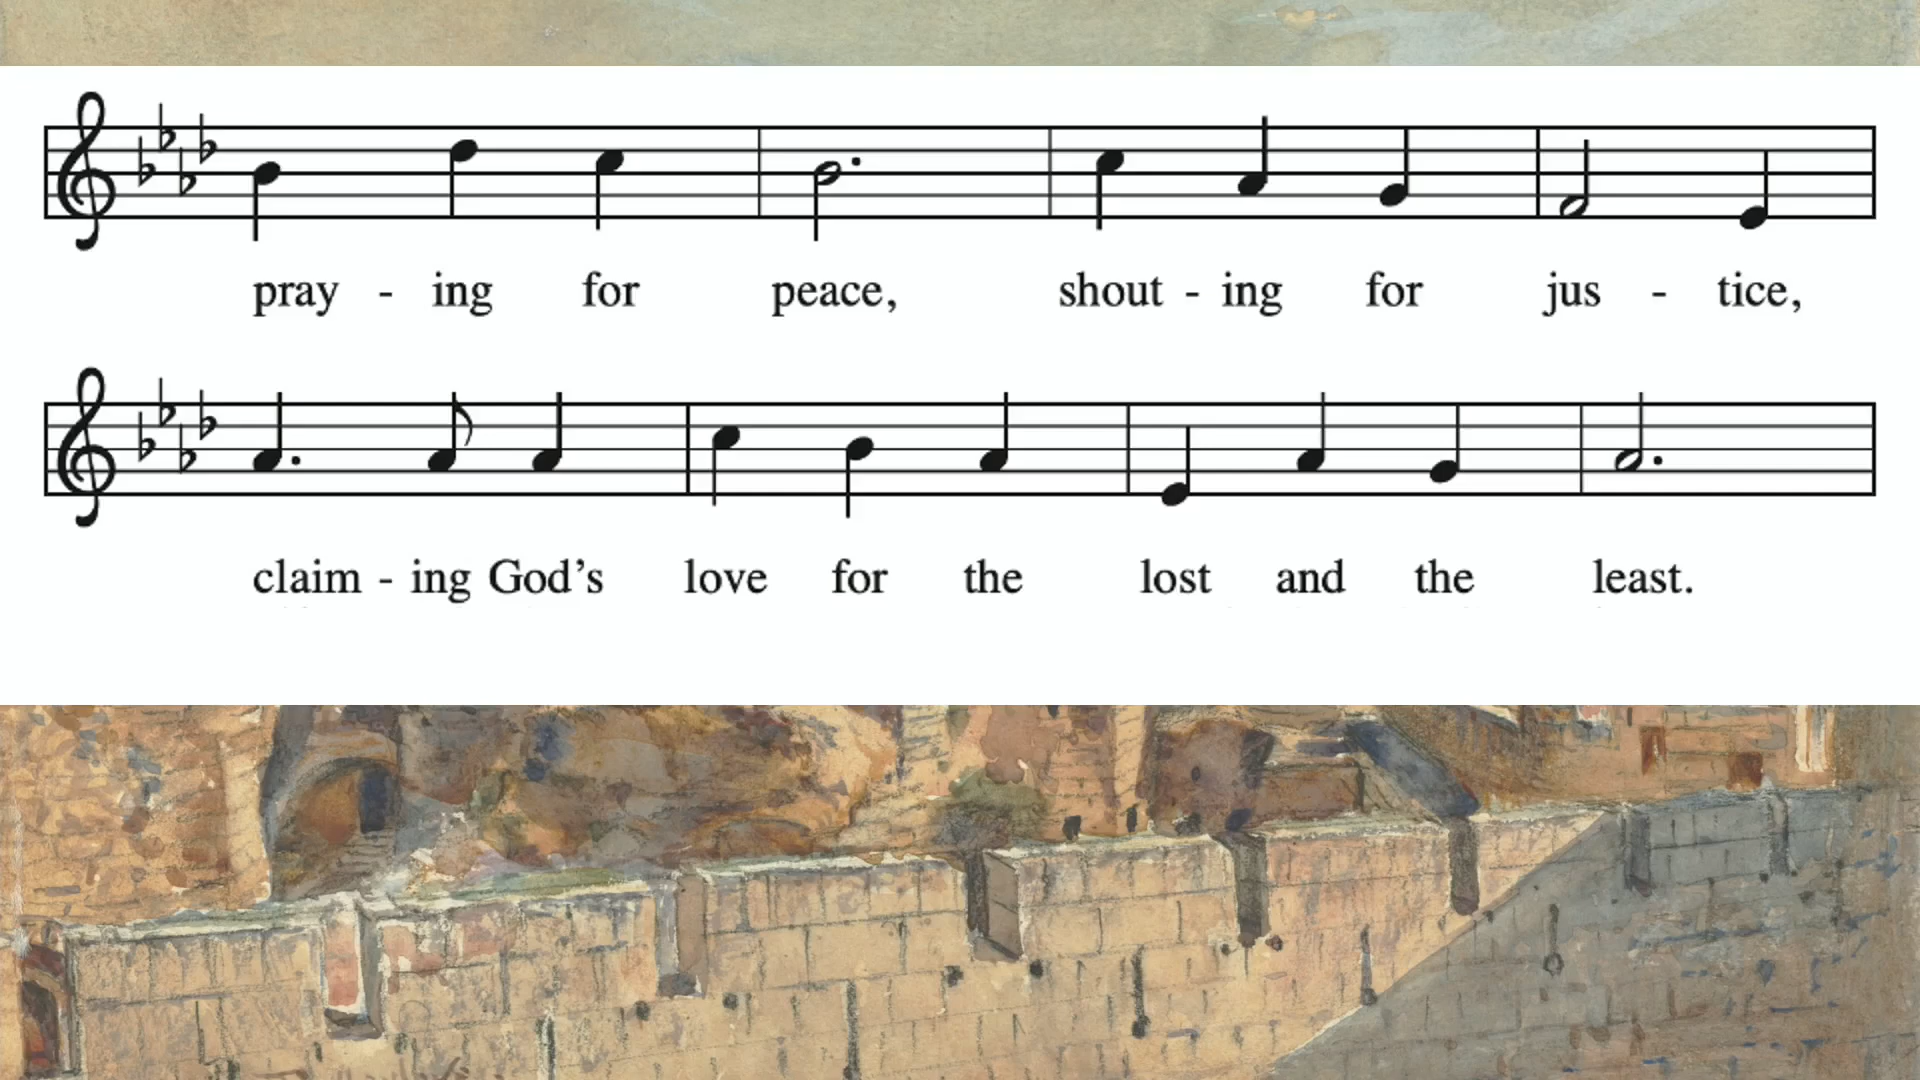 pray - ing for peace, shout - ing for jus - tice,
claim - ing God's love for the lost and the least.